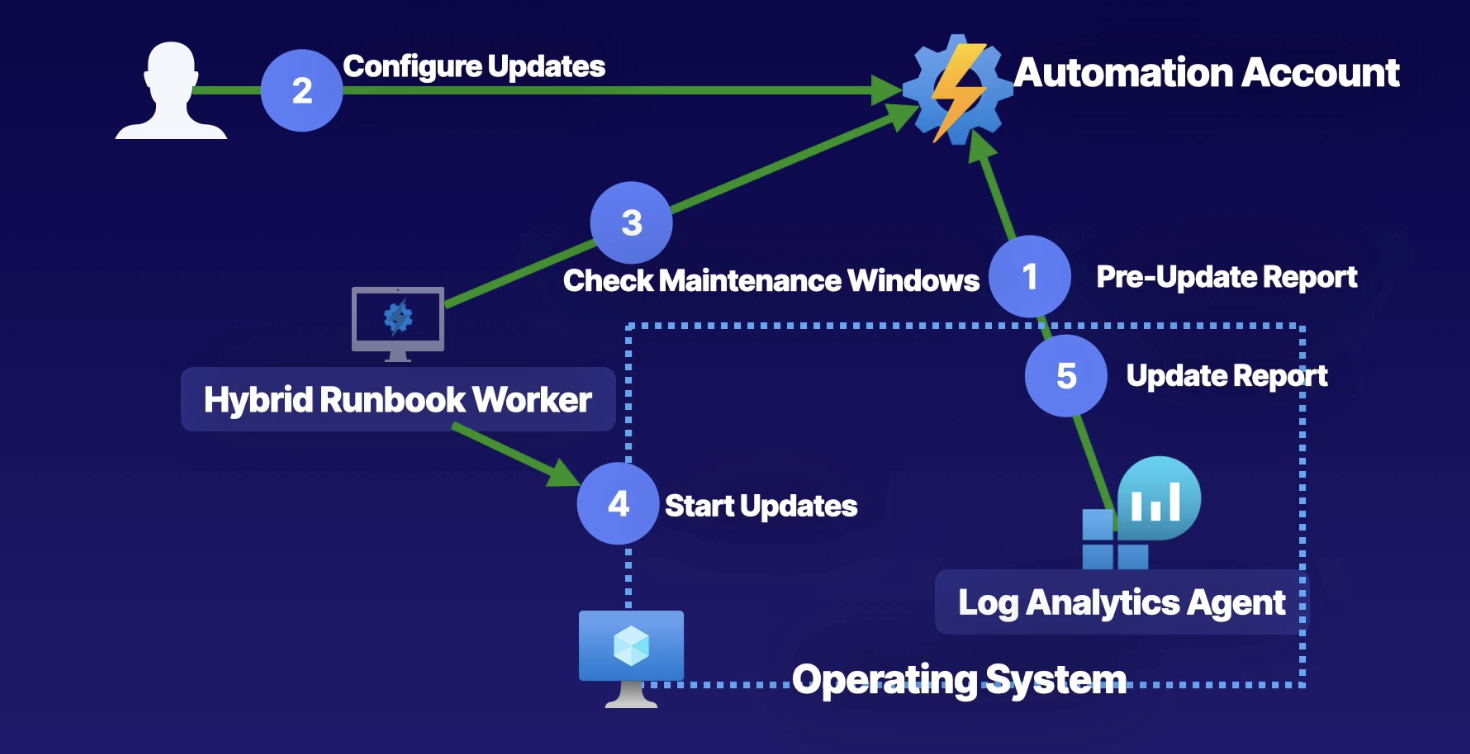 2
Configure Updates
Automation Account
3
Check Maintenance Windows
1
Pre-Update Report
5
Update Report
Hybrid Runbook Worker
4
Start Updates
Log Analytics Agent
Operating System